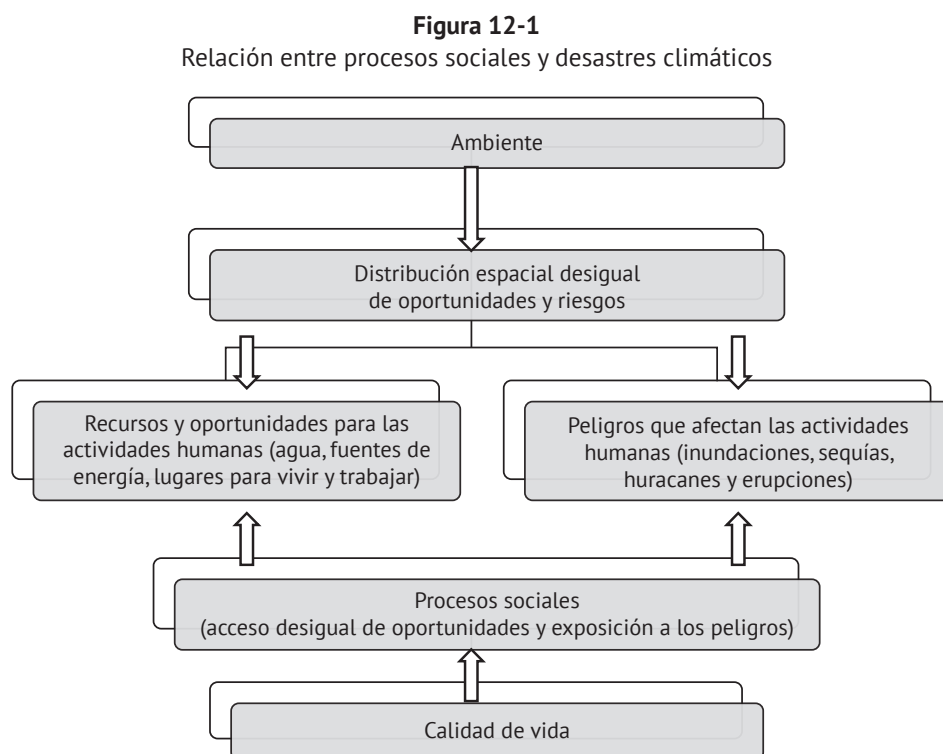 Figura 12-1
Relación entre procesos sociales y desastres climáticos
Ambiente
Distribución espacial desigual
de oportunidades y riesgos
Recursos y oportunidades para las
actividades humanas (agua, fuentes de
energía, lugares para vivir y trabajar)
Peligros que afectan las actividades
humanas (inundaciones, sequías,
huracanes y erupciones)
Procesos sociales
(acceso desigual de oportunidades y exposición a los peligros)
Calidad de vida